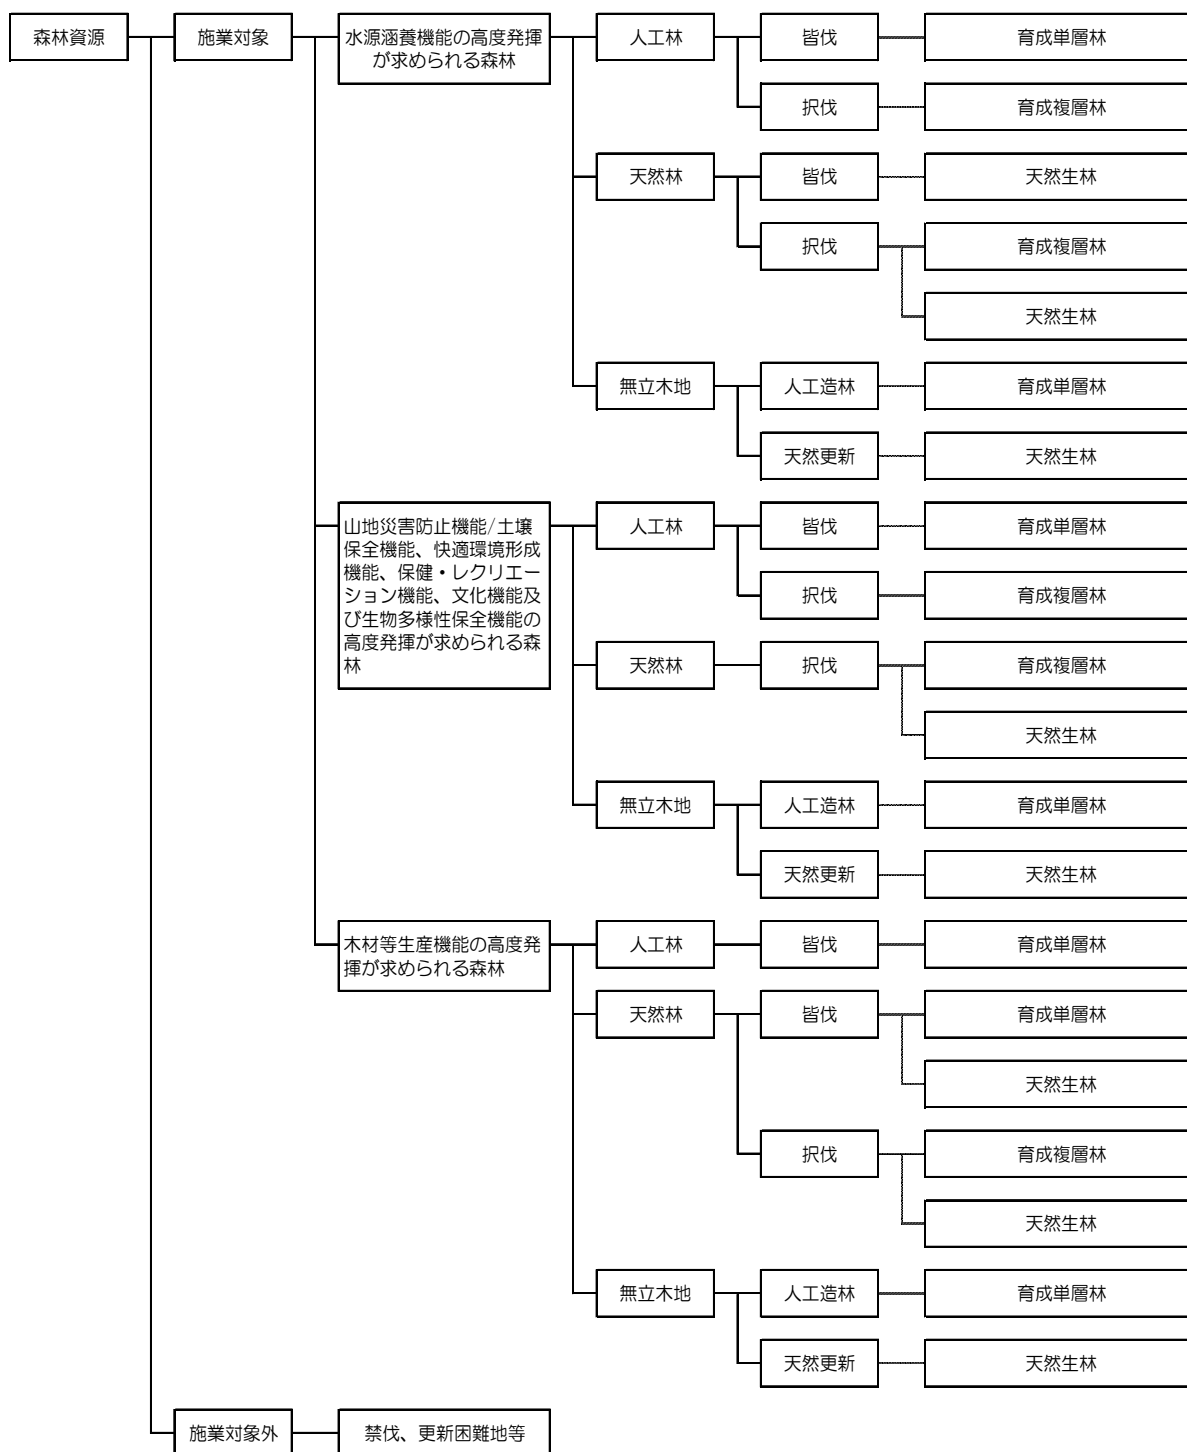 森林資源
施業対象
水源涵養機能の高度発揮
が求められる森林
人工林
皆伐
育成単層林
択伐
育成複層林
天然林
皆伐
天然生林
択伐
育成複層林
天然生林
無立木地
人工造林
育成単層林
天然更新
天然生林
山地災害防止機能/土壌
保全機能、快適環境形成
機能、保健・レクリエー
ション機能、文化機能及
び生物多様性保全機能の
高度発揮が求められる森
林
人工林
皆伐
育成単層林
択伐
育成複層林
天然林
択伐
育成複層林
天然生林
無立木地
人工造林
育成単層林
天然更新
天然生林
木材等生産機能の高度発
揮が求められる森林
人工林
皆伐
育成単層林
天然林
皆伐
育成単層林
天然生林
択伐
育成複層林
天然生林
無立木地
人工造林
育成単層林
天然更新
天然生林
施業対象外
禁伐、更新困難地等